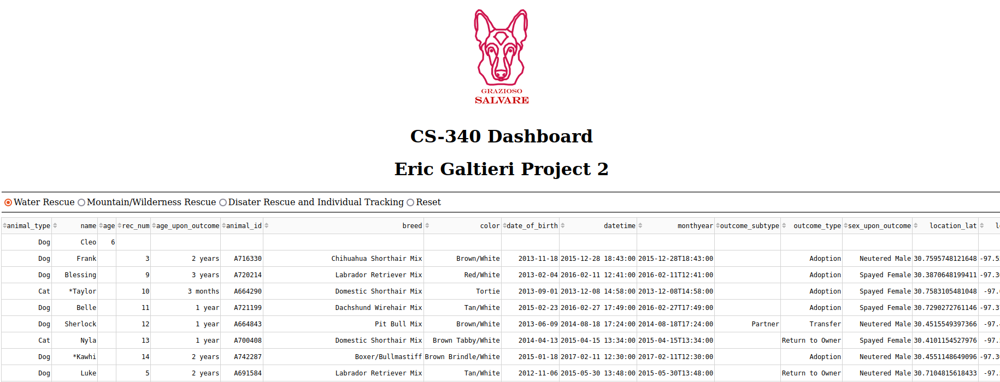 GRAZIOSO
SALVARE
CS-340 Dashboard
Eric Galtieri Project 2
Water Rescue Mountain/Wilderness Rescue Disater Rescue and Individual Tracking Reset
animal_type name age rec_num age_upon_outcome animal_id breed color date_of_birth datetime monthyear outcome_subtype outcome_type sex_upon_outcome location_lat
Dog Cleo 6
Dog Frank 3 2 years A716330 Chihuahua Shorthair Mix Brown/White 2013-11-18 2015-12-28 18:43:00 2015-12-28T18:43:00 Adoption Neutered Male 30.7595748121648 -97.5
Dog Blessing 9 3 years A720214 Labrador Retriever Mix Red/White 2013-02-04 2016-02-11 12:41:00 2016-02-11T12:41:00 Adoption Spayed Female 30.3870648199411 -97.3
Cat *Taylor 10 3 months A664290 Domestic Shorthair Mix Tortie 2013-09-01 2013-12-08 14:58:00 2013-12-08T14:58:00 Adoption Spayed Female 30.7583105481048 -97.
Dog Belle 11 1 year A721199 Dachshund Wirehair Mix Tan/White 2015-02-23 2016-02-27 17:49:00 2016-02-27T17:49:00 Adoption Spayed Female 30.7290272761146 -97.3
Dog Sherlock 12 1 year A664843 Pit Bull Mix Brown/White 2013-06-09 2014-08-18 17:24:00 2014-08-18T17:24:00 Partner Transfer Neutered Male 30.4515549397366 -97.
Cat Nyla 13 1 year A700408 Domestic Shorthair Mix Brown Tabby/White 2014-04-13 2015-04-15 13:34:00 2015-04-15T13:34:00 Return to Owner Spayed Female 30.4101154527976 -97.
Dog *Kawhi 14 2 years A742287 Boxer/Bullmastiff Brown Brindle/White 2015-01-18 2017-02-11 12:30:00 2017-02-11T12:30:00 Adoption Neutered Male 30.4551148649096 -97.3
Dog Luke 5 2 years A691584 Labrador Retriever Mix Tan/White 2012-11-06 2015-05-30 13:48:00 2015-05-30T13:48:00 Return to Owner Neutered Male 30.7104815618433 -97.